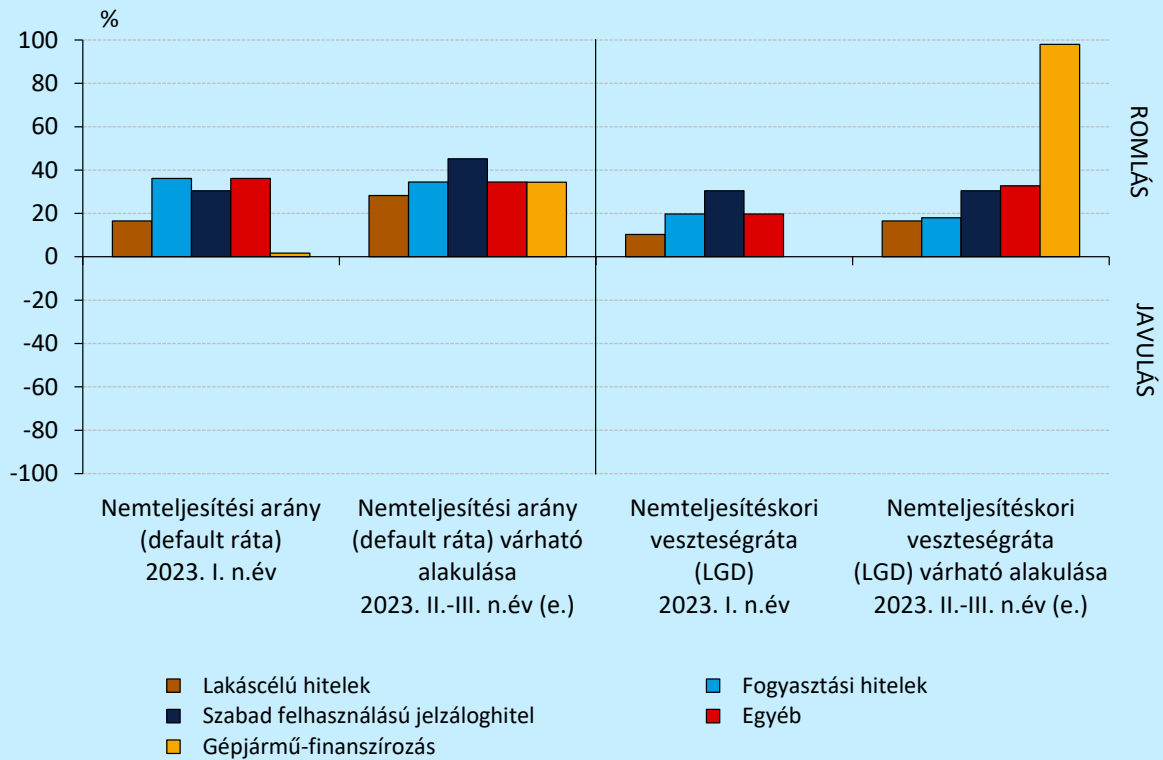 %
100
80
60
40
20
0
-20
-40
-60
-80
-100
ROMLÁS
JAVULÁS
Nemteljesítési arány
(default ráta)
2023. I. n.év
Nemteljesítési arány
(default ráta) várható
alakulása
2023. II.-III. n.év (e.)
Nemteljesítéskori
veszteségráta
(LGD)
2023. I. n.év
Nemteljesítéskori
veszteségráta
(LGD) várható alakulása
2023. II.-III. n.év (e.)
Lakáscélú hitelek
Fogyasztási hitelek
Szabad felhasználású jelzáloghitel
Egyéb
Gépjármű-finanszírozás